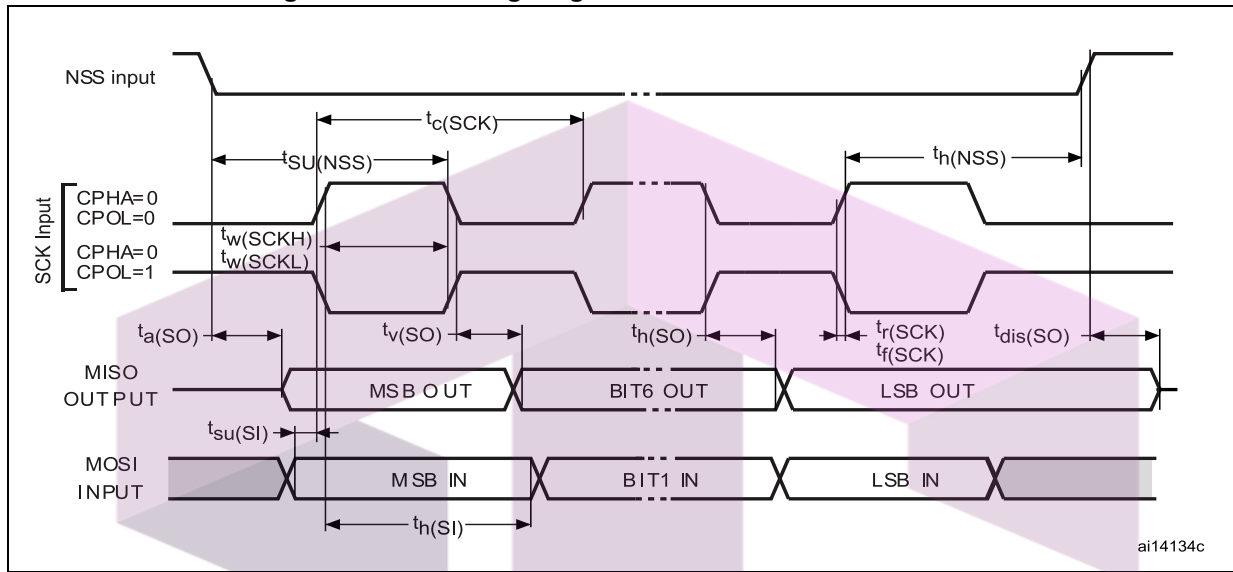 NSS input
tc(SCK)
tSU(NSS)
th(NSS)
SCK Input
CPHA=0
CPOL=0
tw(SCKH)
CPHA=0
tw(SCKL)
CPOL=1
ta(SO)
tv(SO)
th(SO)
tr(SCK)
tf(SCK)
tdis(SO)
MISO
OUTPUT
MSB OUT
BIT6 OUT
LSB OUT
tsu(SI)
MOSI
INPUT
MSB IN
BIT1 IN
LSB IN
th(SI)
ai14134c